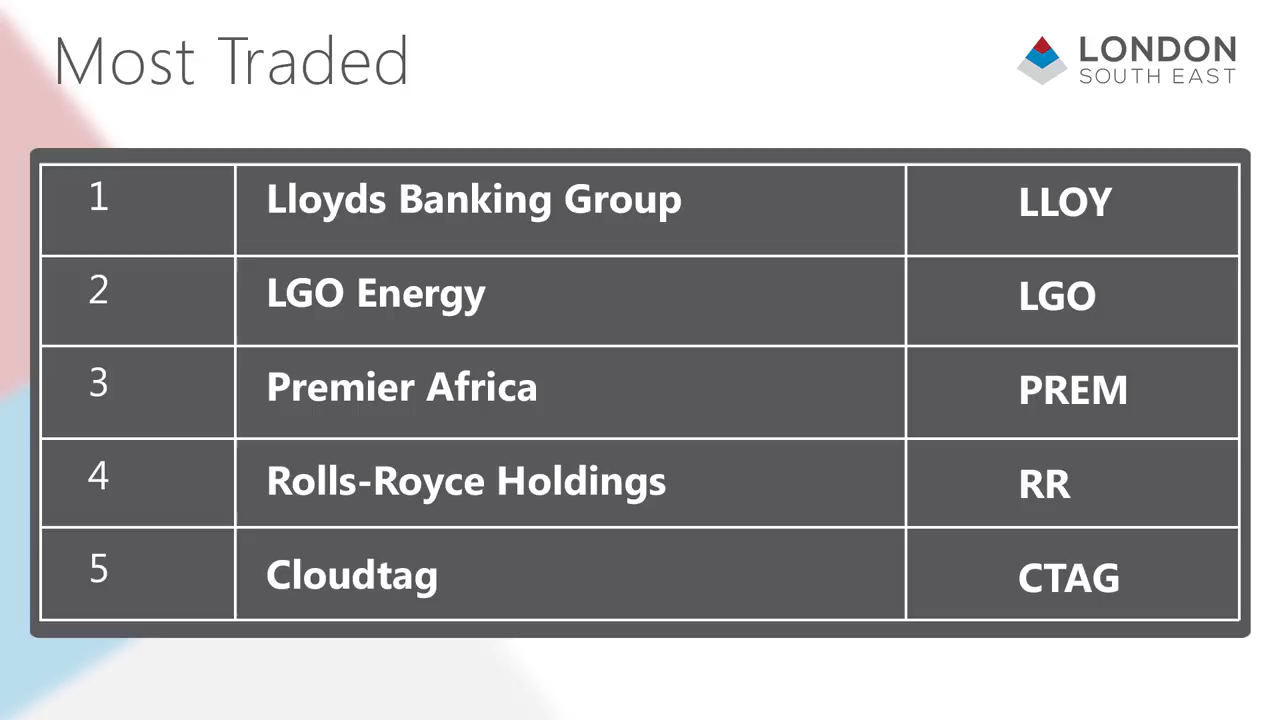 Most Traded
LONDON
SOUTH EAST
1 Lloyds Banking Group LLOY
2 LGO Energy LGO
3 Premier Africa PREM
4 Rolls-Royce Holdings RR
5 Cloudtag CTAG